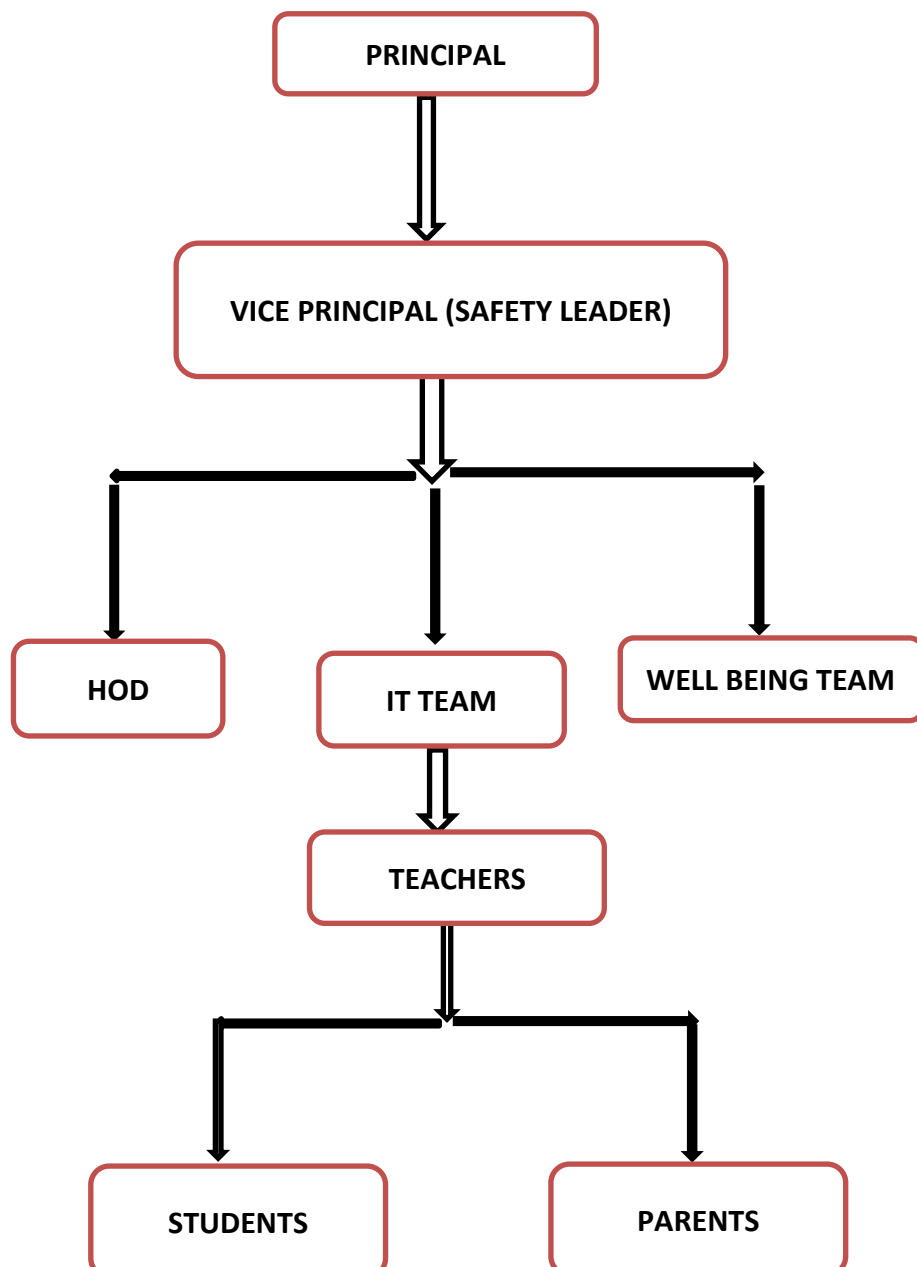 PRINCIPAL
VICE PRINCIPAL (SAFETY LEADER)
HOD
IT TEAM
WELL BEING TEAM
TEACHERS
STUDENTS
PARENTS